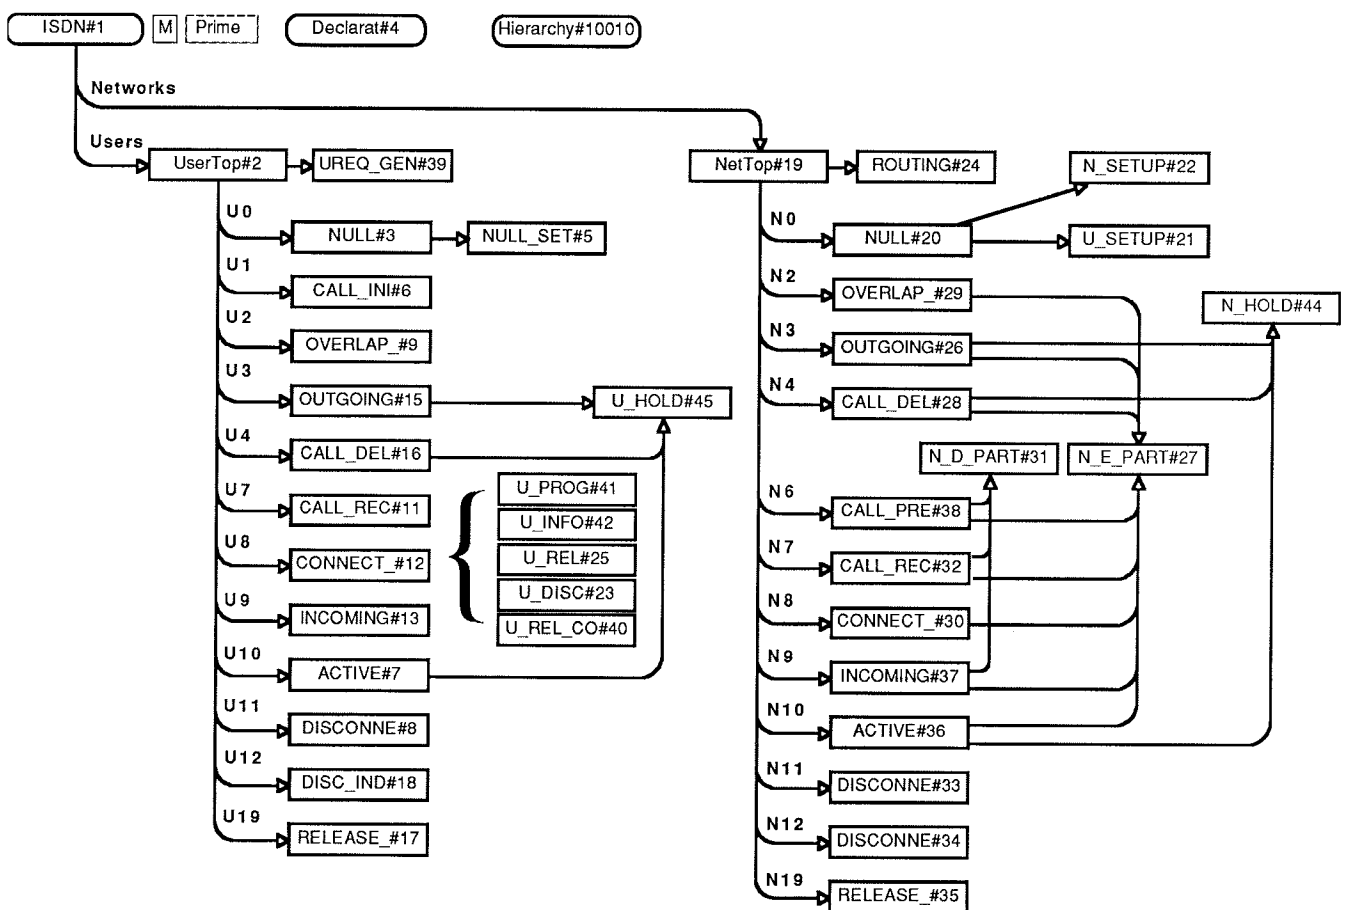 ISDN#1 M Prime Declarat#4 Hierarchy#10010
Networks
Users
UserTop#2 UREQ_GEN#39 NetTop#19 ROUTING#24 N_SETUP#22
U0
NULL#3 NULL_SET#5
N0
NULL#20 U_SETUP#21
U1
CALL_INI#6
N2
OVERLAP_#29
N_HOLD#44
U2
OVERLAP_#9
N3
OUTGOING#26
U3
OUTGOING#15 U_HOLD#45
N4
CALL_DEL#28
U4
CALL_DEL#16
N_D_PART#31 N_E_PART#27
U7
CALL_REC#11
U_PROG#41
U_INFO#42
U_REL#25
U_DISC#23
U_REL_CO#40
N6
CALL_PRE#38
U8
CONNECT_#12
N7
CALL_REC#32
U9
INCOMING#13
N8
CONNECT_#30
U10
ACTIVE#7
N9
INCOMING#37
U11
DISCONNE#8
N10
ACTIVE#36
U12
DISC_IND#18
N11
DISCONNE#33
U19
RELEASE_#17
N12
DISCONNE#34
N19
RELEASE_#35